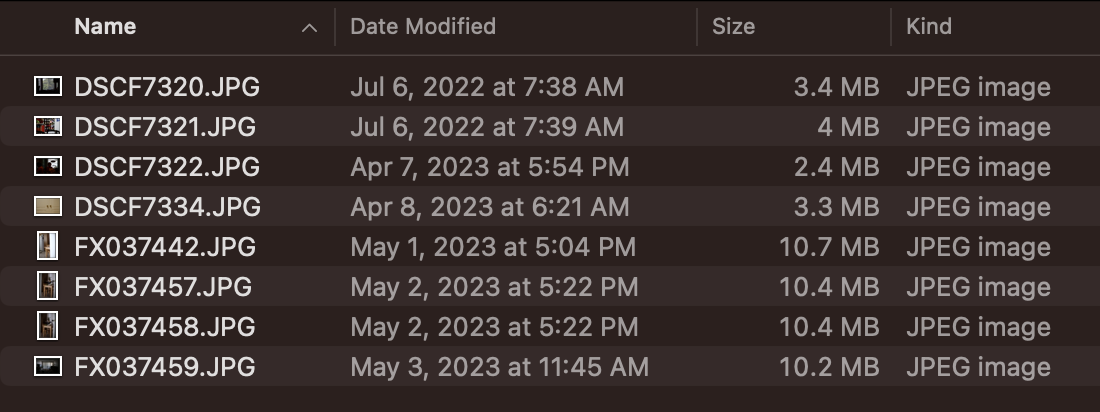 Name Date Modified Size Kind
DSCF7320.JPG Jul 6, 2022 at 7:38 AM 3.4 MB JPEG image
DSCF7321.JPG Jul 6, 2022 at 7:39 AM 4 MB JPEG image
DSCF7322.JPG Apr 7, 2023 at 5:54 PM 2.4 MB JPEG image
DSCF7334.JPG Apr 8, 2023 at 6:21 AM 3.3 MB JPEG image
FX037442.JPG May 1, 2023 at 5:04 PM 10.7 MB JPEG image
FX037457.JPG May 2, 2023 at 5:22 PM 10.4 MB JPEG image
FX037458.JPG May 2, 2023 at 5:22 PM 10.4 MB JPEG image
FX037459.JPG May 3, 2023 at 11:45 AM 10.2 MB JPEG image